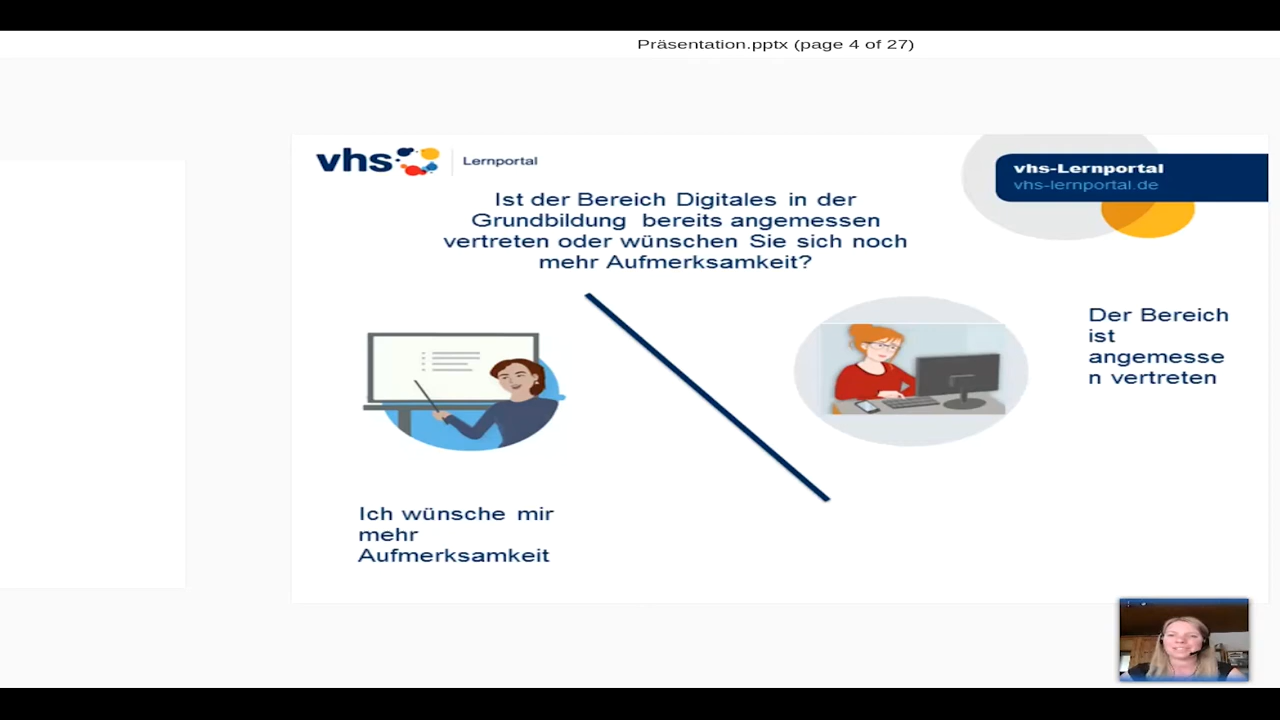 Präsentation.pptx (page 4 of 27)
vhs
Lernportal
vhs-Lernportal
vhs-lernportal.de
Ist der Bereich Digitales in der
Grundbildung bereits angemessen
vertreten oder wünschen Sie sich noch
mehr Aufmerksamkeit?
Der Bereich
ist
angemesse
n vertreten
Ich wünsche mir
mehr
Aufmerksamkeit